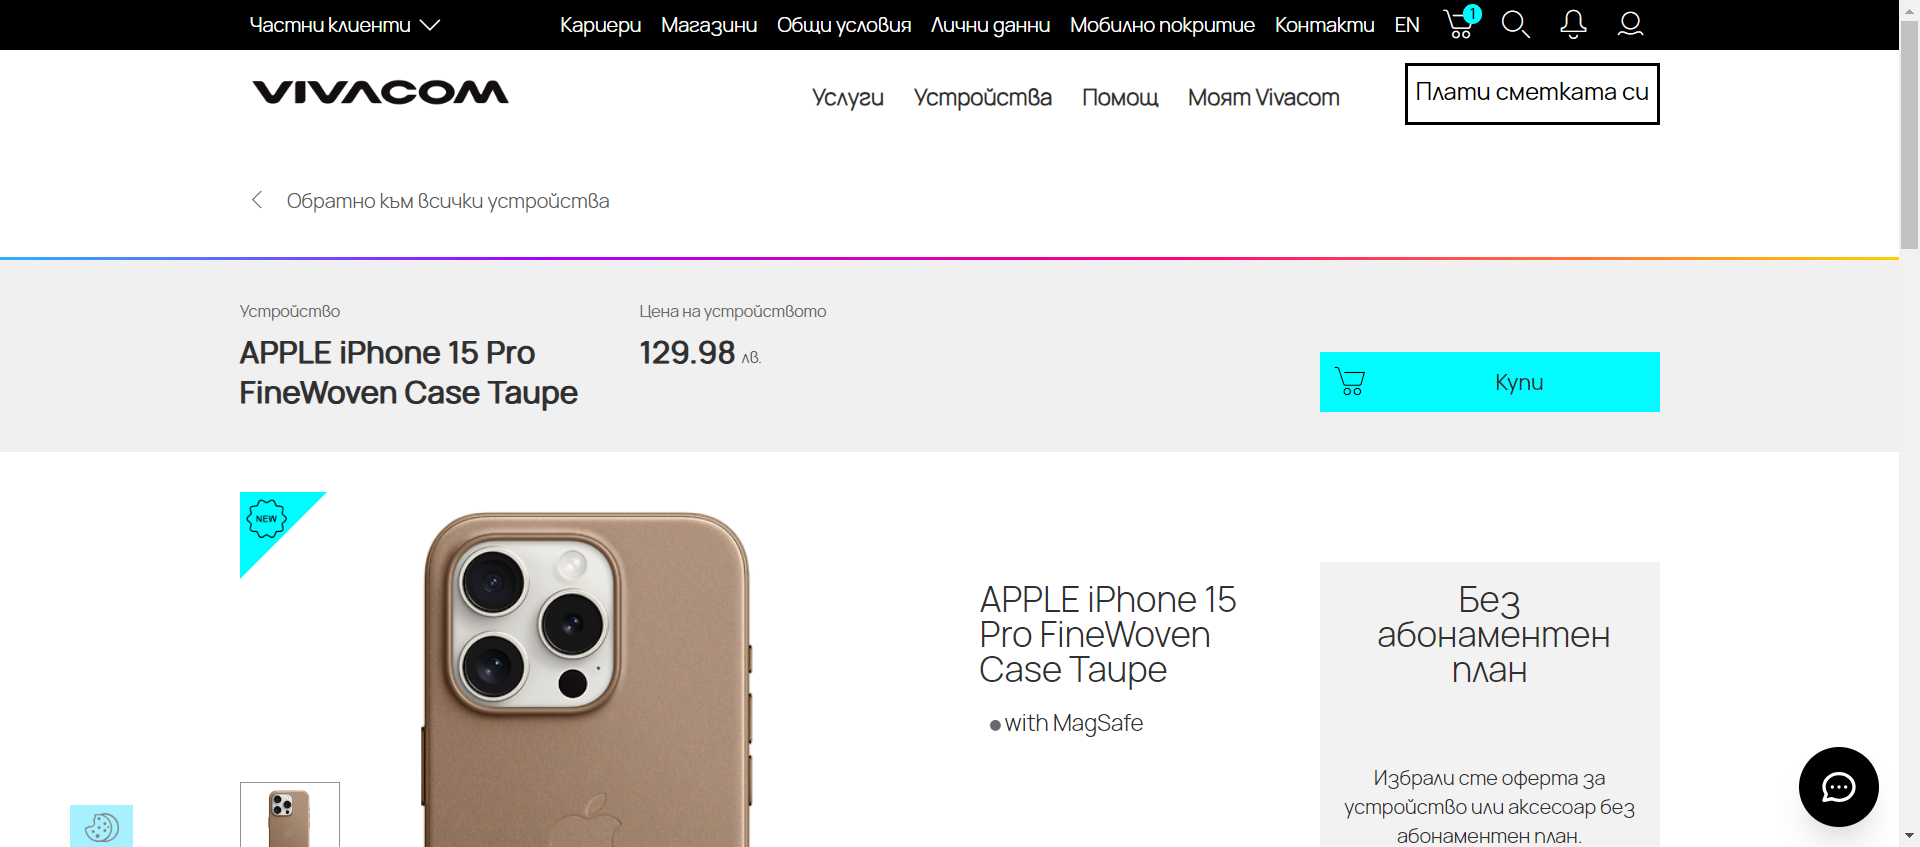 Частни клиенти
Кариери
Магазини
Общи условия
Лични данни
Мобилно покритие
Контакти
EN
1
VIVACOM
Услуги
Устройства
Помощ
Моят Vivacom
Плати сметката си
Обратно към всички устройства
Устройство
APPLE iPhone 15 Pro
FineWoven Case Taupe
Цена на устройството
129.98 лв.
Купи
NEW
APPLE iPhone 15
Pro FineWoven
Case Taupe
with MagSafe
Без
абонаментен
план
Избрали сте оферта за
устройство или аксесоар без
абонаментен план.